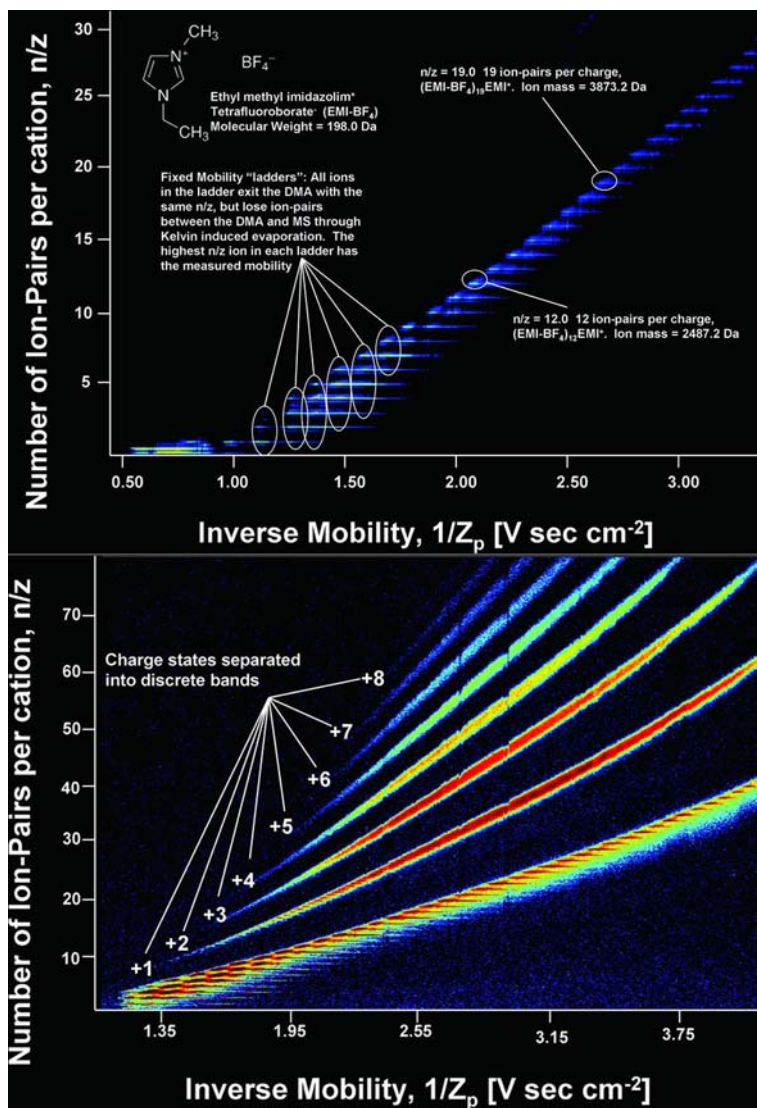 Number of Ion-Pairs per cation, n/z
30
25
20
15
10
5
CH₃
N⁺
N
CH₃
BF₄⁻
Ethyl methyl imidazolim⁺
Tetrafluoroborate⁻ (EMI-BF₄)
Molecular Weight = 198.0 Da
n/z = 19.0 19 ion-pairs per charge,
(EMI-BF₄)₁₉EMI⁺. Ion mass = 3873.2 Da
Fixed Mobility “ladders”: All ions
in the ladder exit the DMA with the
same n/z, but lose ion-pairs
between the DMA and MS through
Kelvin induced evaporation. The
highest n/z ion in each ladder has
the measured mobility
n/z = 12.0 12 ion-pairs per charge,
(EMI-BF₄)₁₂EMI⁺. Ion mass = 2487.2 Da
0.50 1.00 1.50 2.00 2.50 3.00
Inverse Mobility, 1/Zₚ [V sec cm⁻²]
Number of Ion-Pairs per cation, n/z
70
60
50
40
30
20
10
Charge states separated
into discrete bands
+8
+7
+6
+5
+4
+3
+2
+1
1.35 1.95 2.55 3.15 3.75
Inverse Mobility, 1/Zₚ [V sec cm⁻²]